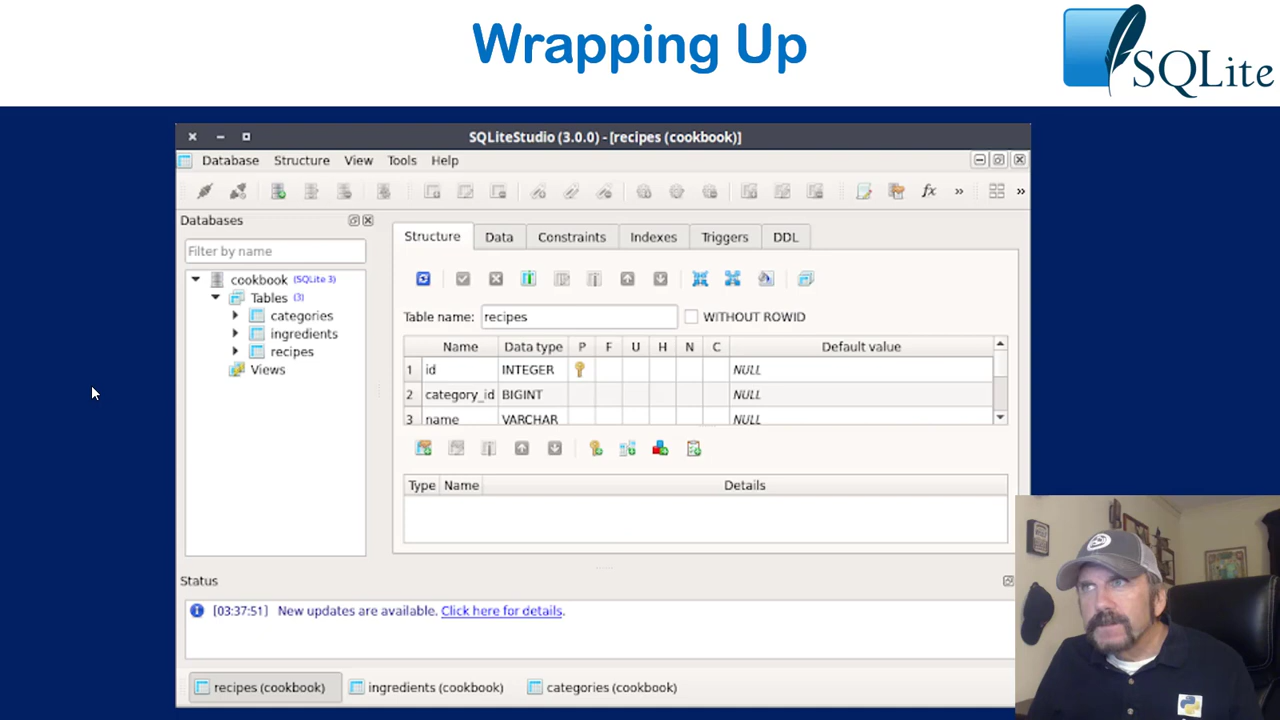 Wrapping Up
SQLite
SQLiteStudio (3.0.0) - [recipes (cookbook)]
Database Structure View Tools Help
fx » »
Databases
Filter by name
cookbook (SQLite 3)
Tables (3)
categories
ingredients
recipes
Views
Structure Data Constraints Indexes Triggers DDL
Table name: recipes WITHOUT ROWID
Name Data type P F U H N C Default value
1 id INTEGER NULL
2 category_id BIGINT NULL
3 name VARCHAR NULL
Type Name Details
Status
[03:37:51] New updates are available. Click here for details.
recipes (cookbook) ingredients (cookbook) categories (cookbook)